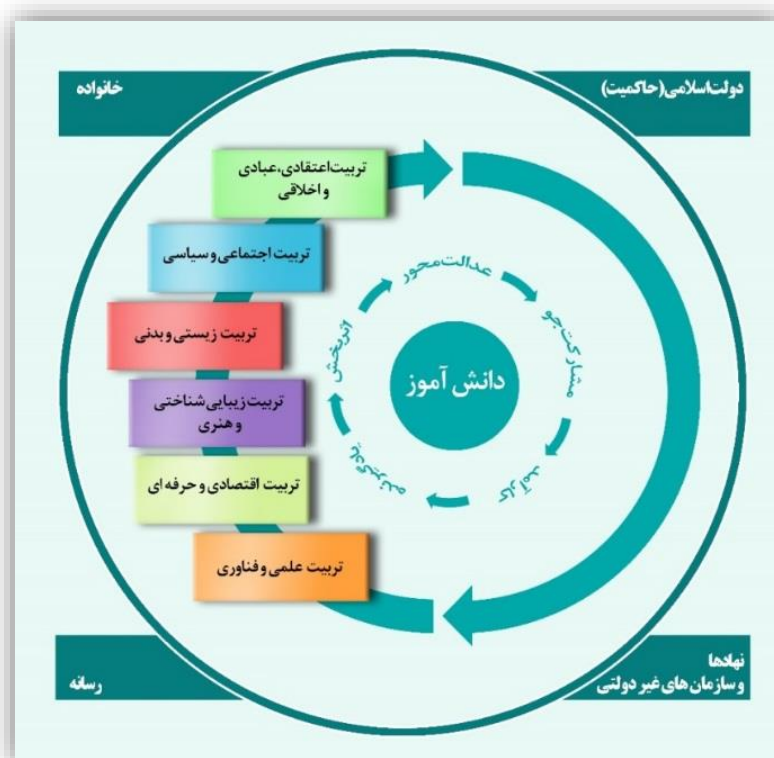 دولت اسلامی (حاکمیت)
خانواده
تربیت اعتقادی، عبادی
و اخلاقی
تربیت اجتماعی و سیاسی
تربیت زیستی و بدنی
تربیت زیبایی شناختی
و هنری
تربیت اقتصادی و حرفه ای
تربیت علمی و فناوری
عدالت محور
مشارکت جو
کارآمد
یادگیرنده
اثربخش
دانش آموز
نهادها
و سازمان های غیر دولتی
رسانه